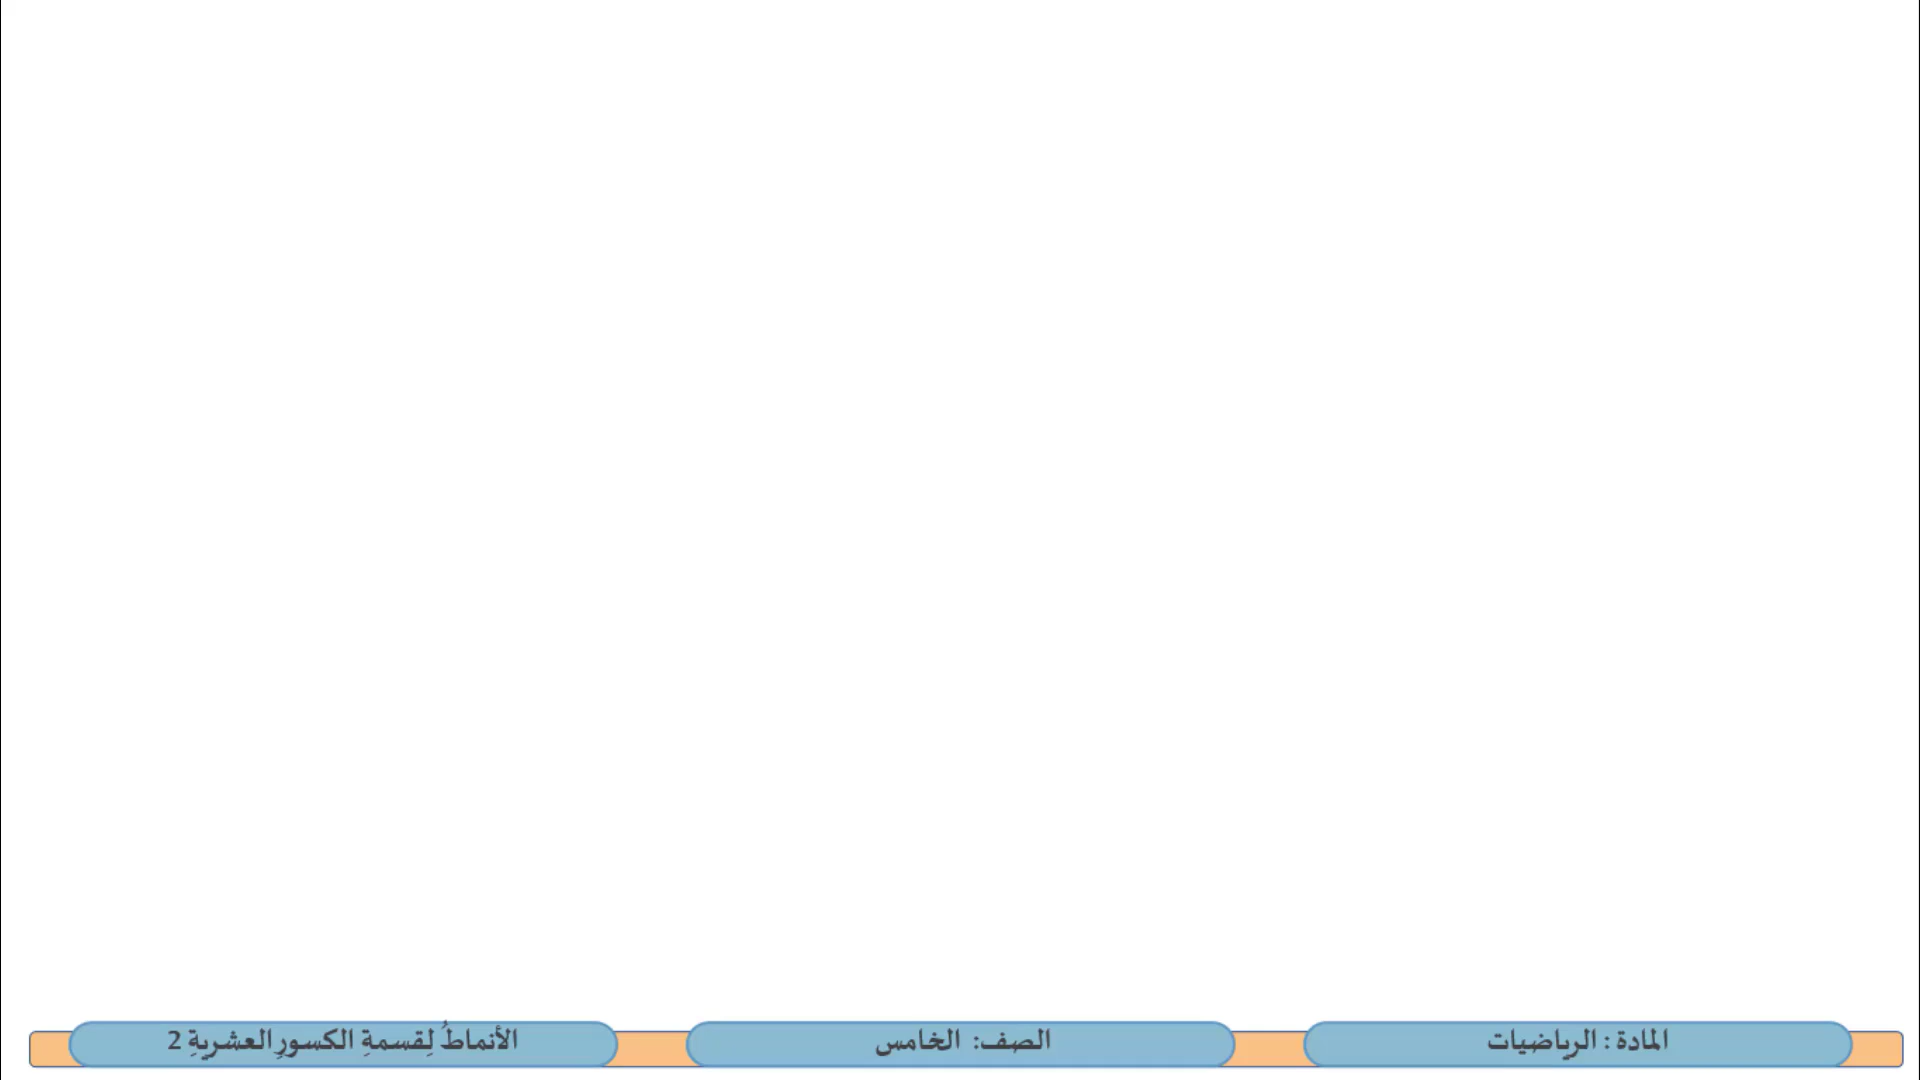 المادة : الرياضيات
الصف: الخامس
الأنماطُ لِقسمةِ الكسورِ العشريةِ 2